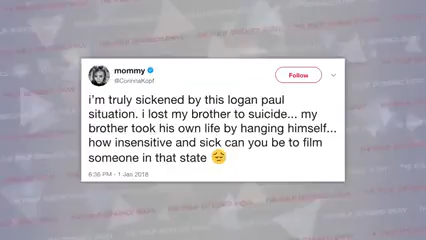 mommy
@CorinnaKopf
Follow
i'm truly sickened by this logan paul
situation. i lost my brother to suicide... my
brother took his own life by hanging himself...
how insensitive and sick can you be to film
someone in that state 😔
6:36 PM - 1 Jan 2018